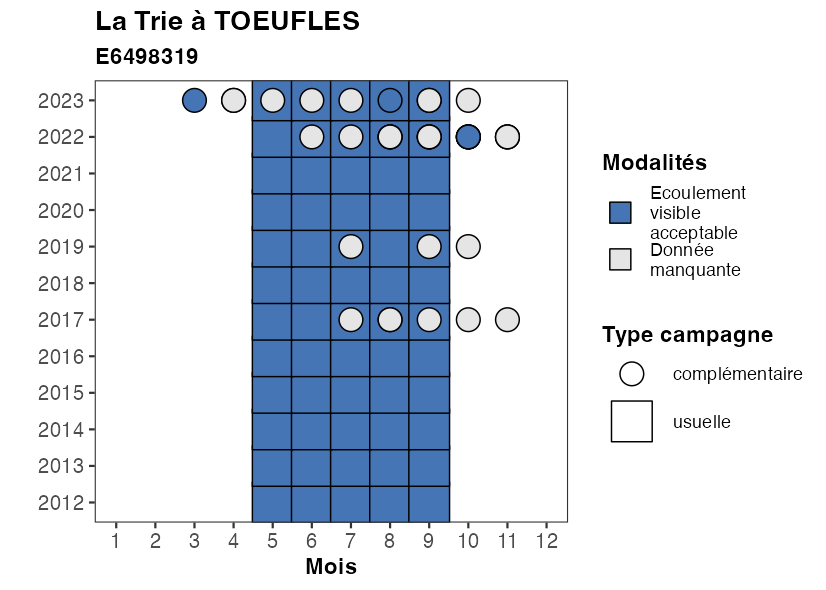 La Trie à TOEUFLES
E6498319
2023
2022
2021
2020
2019
2018
2017
2016
2015
2014
2013
2012
1 2 3 4 5 6 7 8 9 10 11 12
Mois
Modalités
Ecoulement
visible
acceptable
Donnée
manquante
Type campagne
complémentaire
usuelle